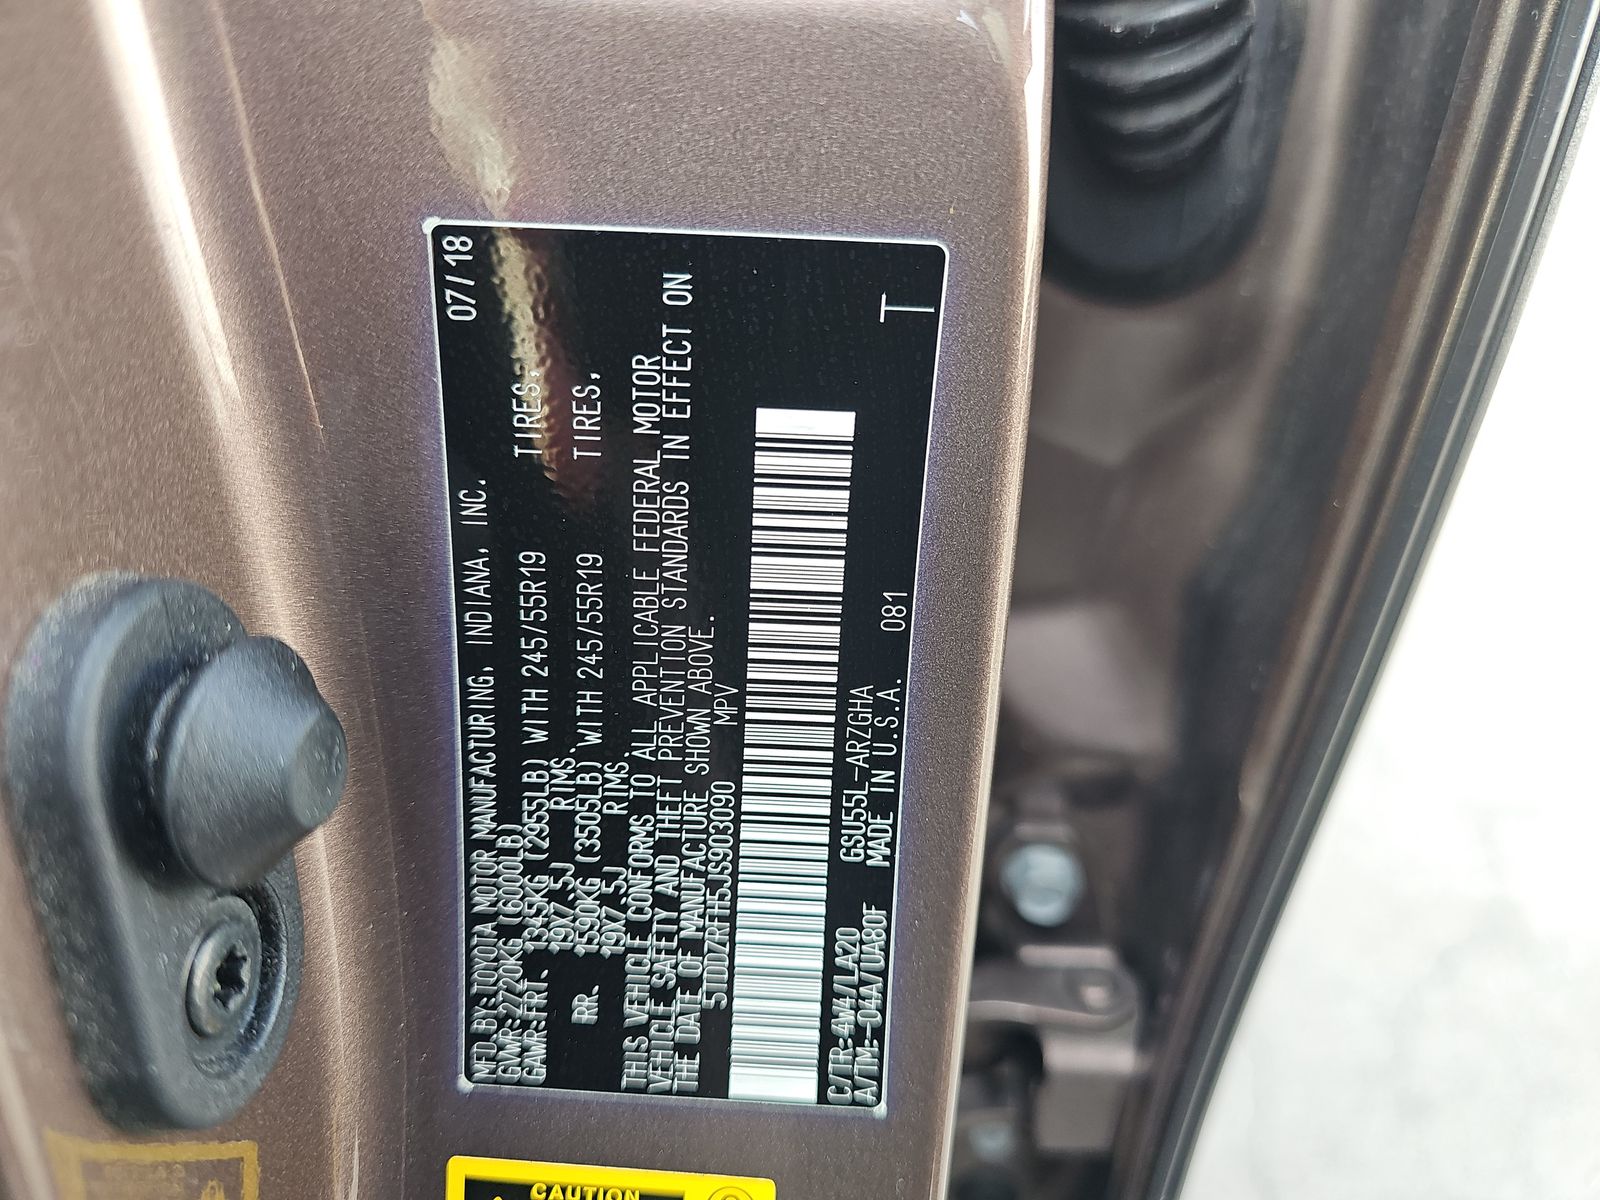 MFD BY: TOYOTA MOTOR MANUFACTURING, INDIANA, INC. 07/18
GVWR: 2720KG (6000LB)
GAWR: FRT. 1345KG (2955LB) WITH 245/55R19 TIRES,
19X7.5J RIMS.
RR. 1590KG (3505LB) WITH 245/55R19 TIRES,
19X7.5J RIMS.
THIS VEHICLE CONFORMS TO ALL APPLICABLE FEDERAL MOTOR
VEHICLE SAFETY AND THEFT PREVENTION STANDARDS IN EFFECT ON
THE DATE OF MANUFACTURE SHOWN ABOVE.
5TDDZRFH5JS903090 MPV
C/TR: 4W4/LA20 GSU55L-ARZGHA
A/TM: -04A/UA80F MADE IN U.S.A. 081 T
CAUTION